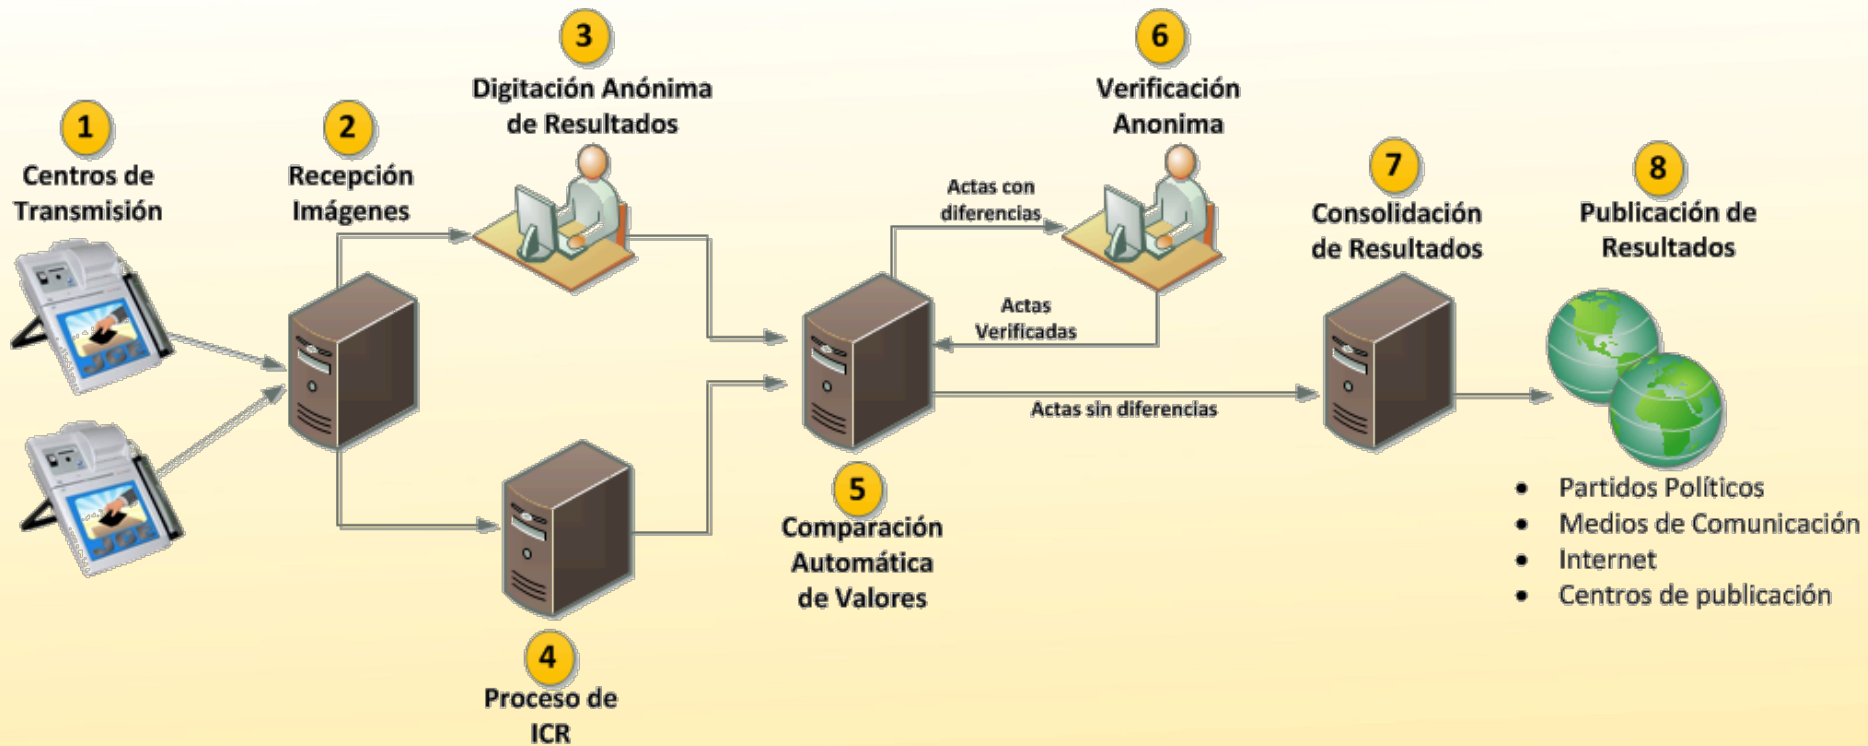 1
Centros de
Transmisión
2
Recepción
Imágenes
3
Digitación Anónima
de Resultados
4
Proceso de
ICR
5
Comparación
Automática
de Valores
Actas con
diferencias
6
Verificación
Anonima
Actas
Verificadas
Actas sin diferencias
7
Consolidación
de Resultados
8
Publicación de
Resultados
• Partidos Políticos
• Medios de Comunicación
• Internet
• Centros de publicación